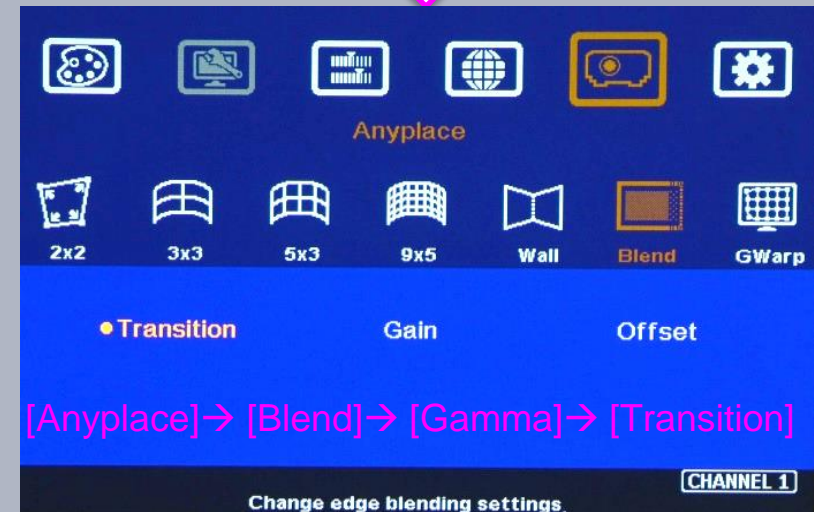 Anyplace
2x2 3x3 5x3 9x5 Wall Blend GWarp
Transition Gain Offset
[Anyplace]→ [Blend]→ [Gamma]→ [Transition]
CHANNEL 1
Change edge blending settings.